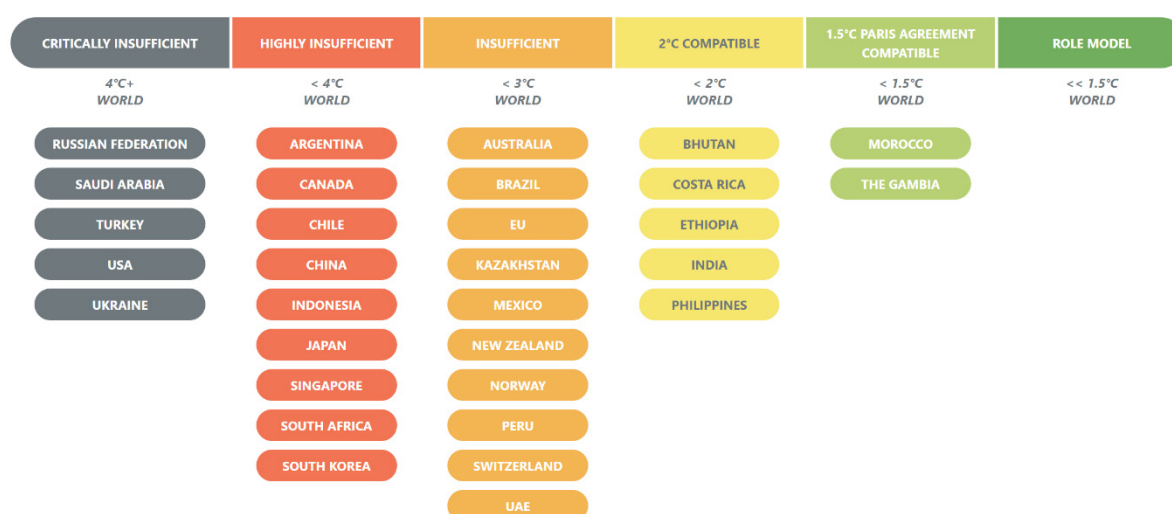 CRITICALLY INSUFFICIENT
HIGHLY INSUFFICIENT
INSUFFICIENT
2°C COMPATIBLE
1.5°C PARIS AGREEMENT
COMPATIBLE
ROLE MODEL
4°C+
WORLD
< 4°C
WORLD
< 3°C
WORLD
< 2°C
WORLD
< 1.5°C
WORLD
<< 1.5°C
WORLD
RUSSIAN FEDERATION
SAUDI ARABIA
TURKEY
USA
UKRAINE
ARGENTINA
CANADA
CHILE
CHINA
INDONESIA
JAPAN
SINGAPORE
SOUTH AFRICA
SOUTH KOREA
AUSTRALIA
BRAZIL
EU
KAZAKHSTAN
MEXICO
NEW ZEALAND
NORWAY
PERU
SWITZERLAND
UAE
BHUTAN
COSTA RICA
ETHIOPIA
INDIA
PHILIPPINES
MOROCCO
THE GAMBIA